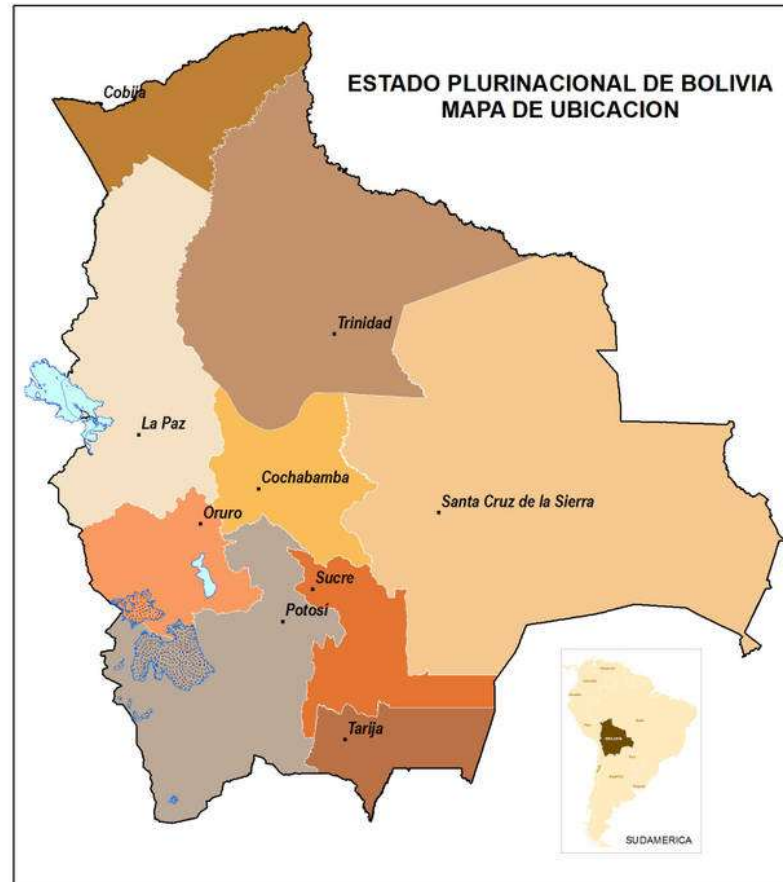 ESTADO PLURINACIONAL DE BOLIVIA
MAPA DE UBICACION
Cobija
Trinidad
La Paz
Cochabamba
Santa Cruz de la Sierra
Oruro
Sucre
Potosí
Tarija
SUDAMERICA